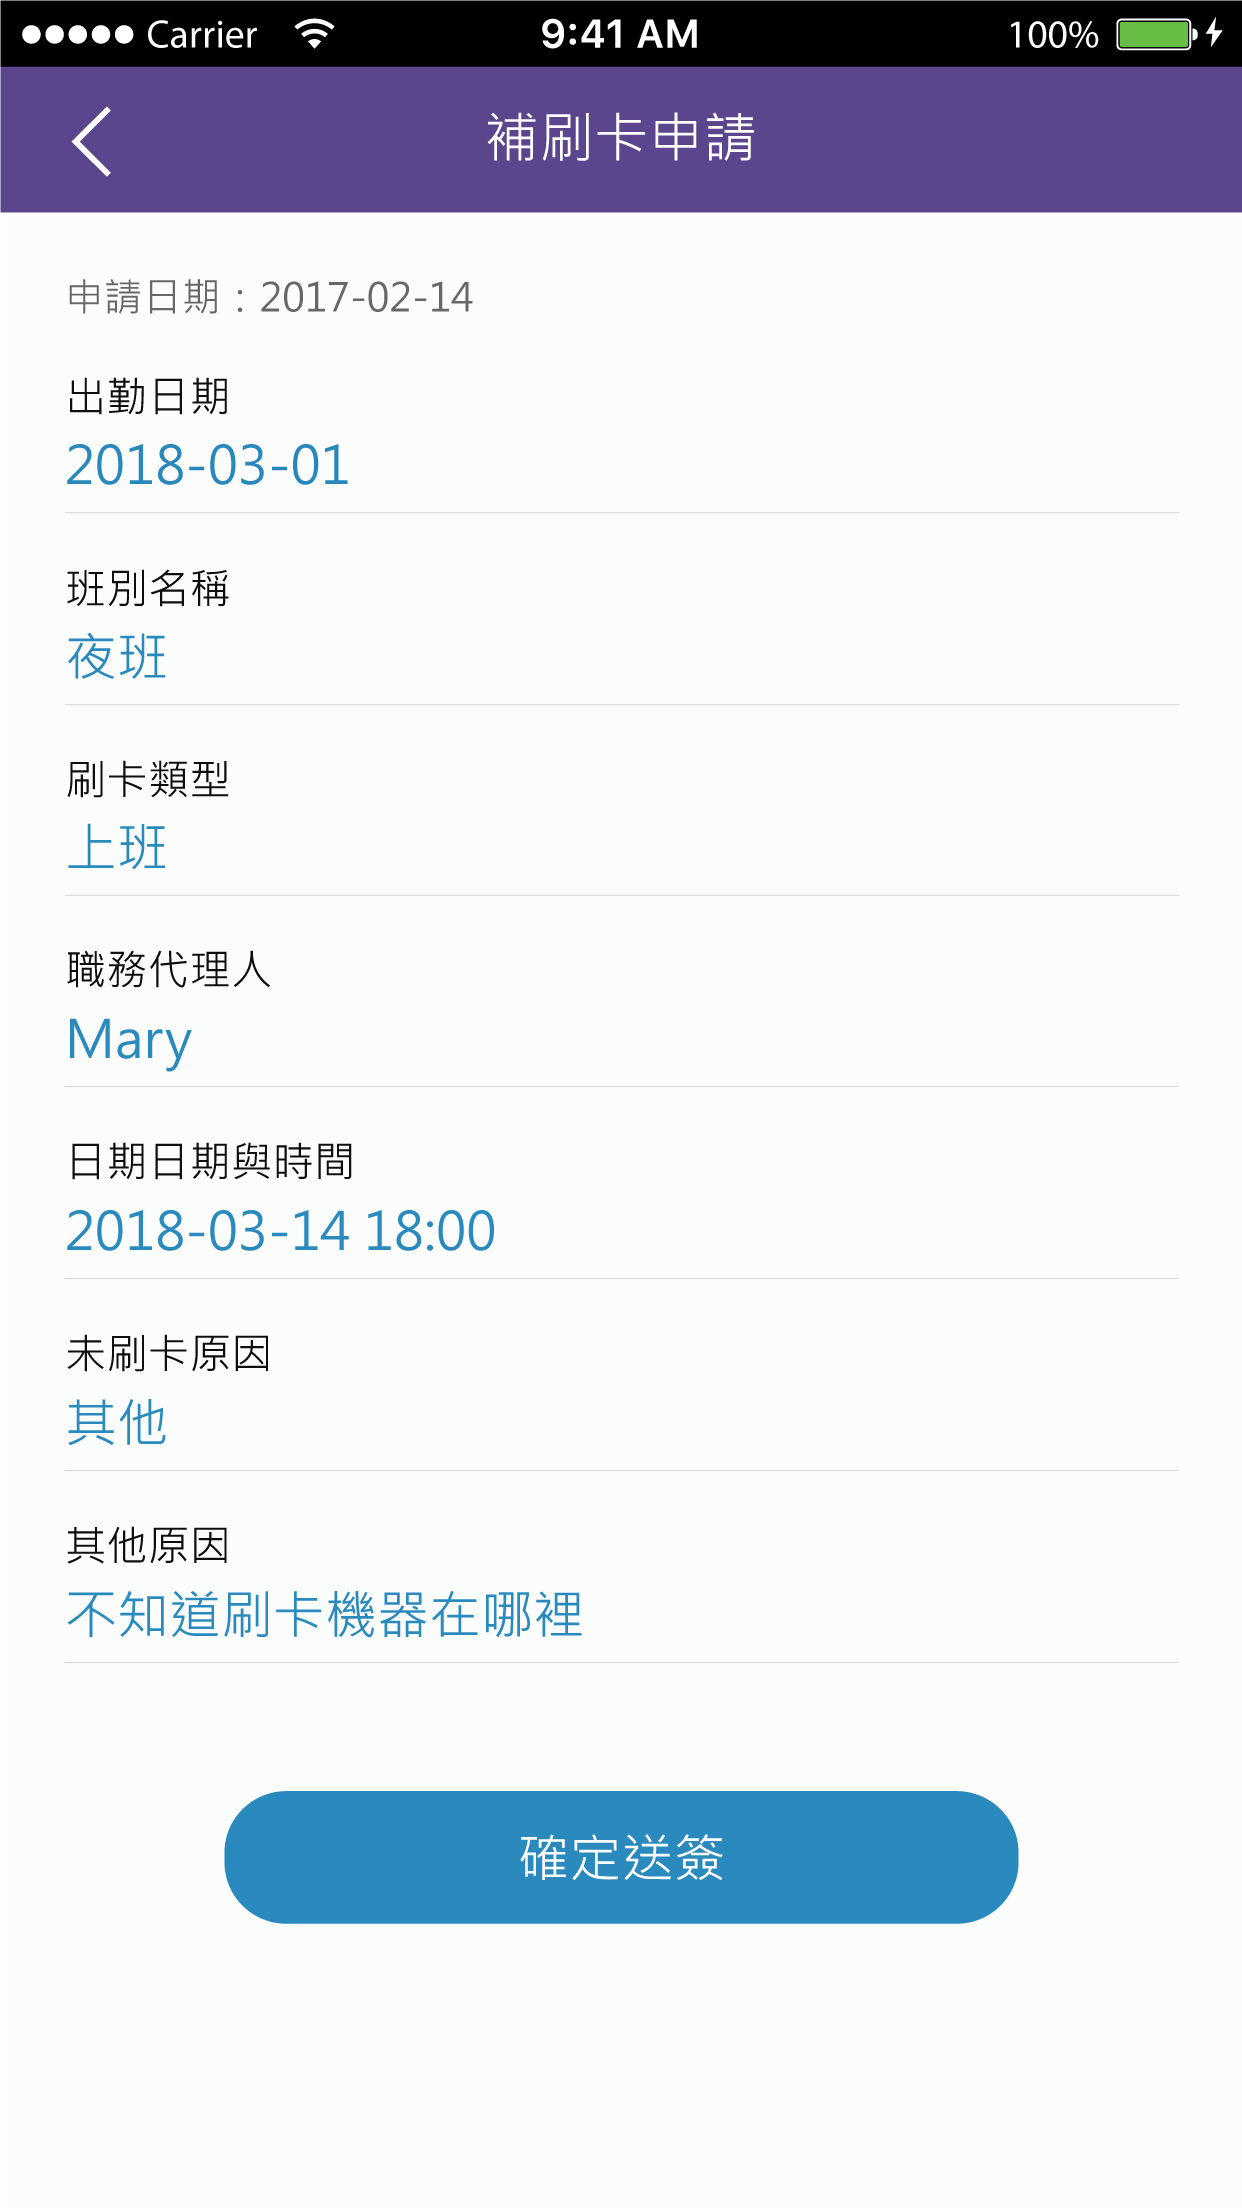 Carrier 9:41 AM 100%
補刷卡申請
申請日期：2017-02-14
出勤日期
2018-03-01
班別名稱
夜班
刷卡類型
上班
職務代理人
Mary
日期日期與時間
2018-03-14 18:00
未刷卡原因
其他
其他原因
不知道刷卡機器在哪裡
確定送簽